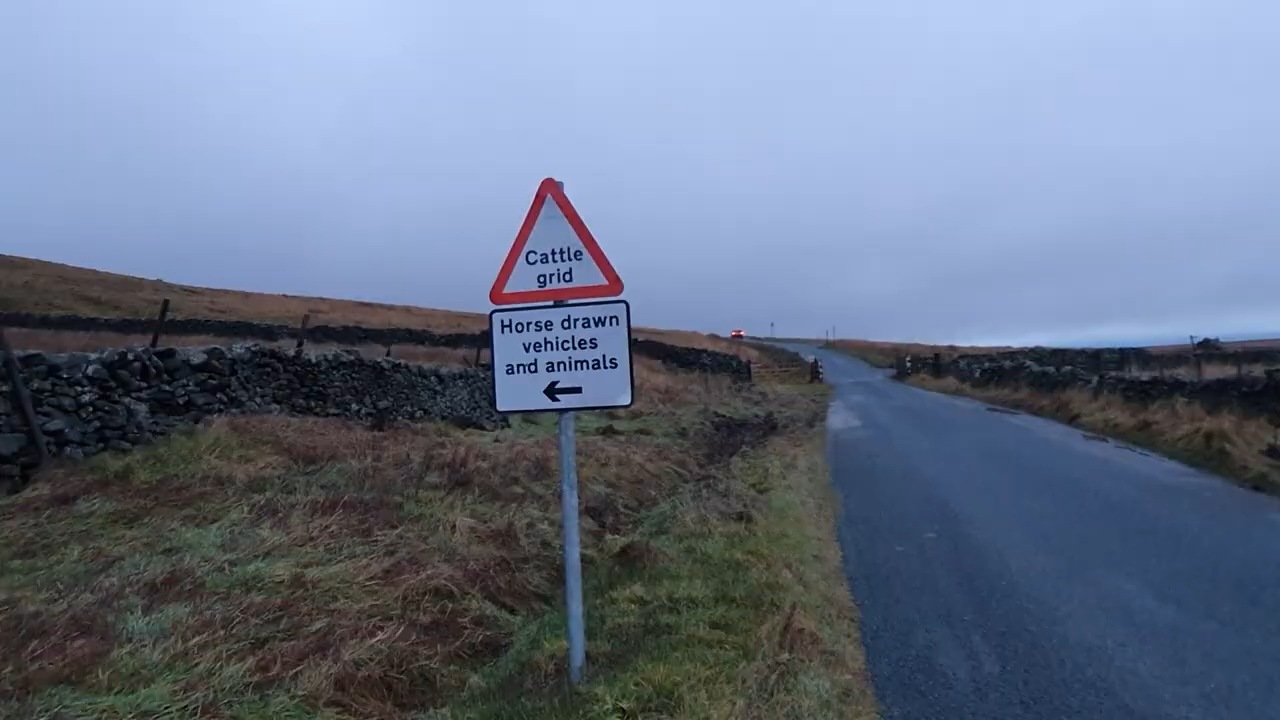 Cattle
grid
Horse drawn
vehicles
and animals